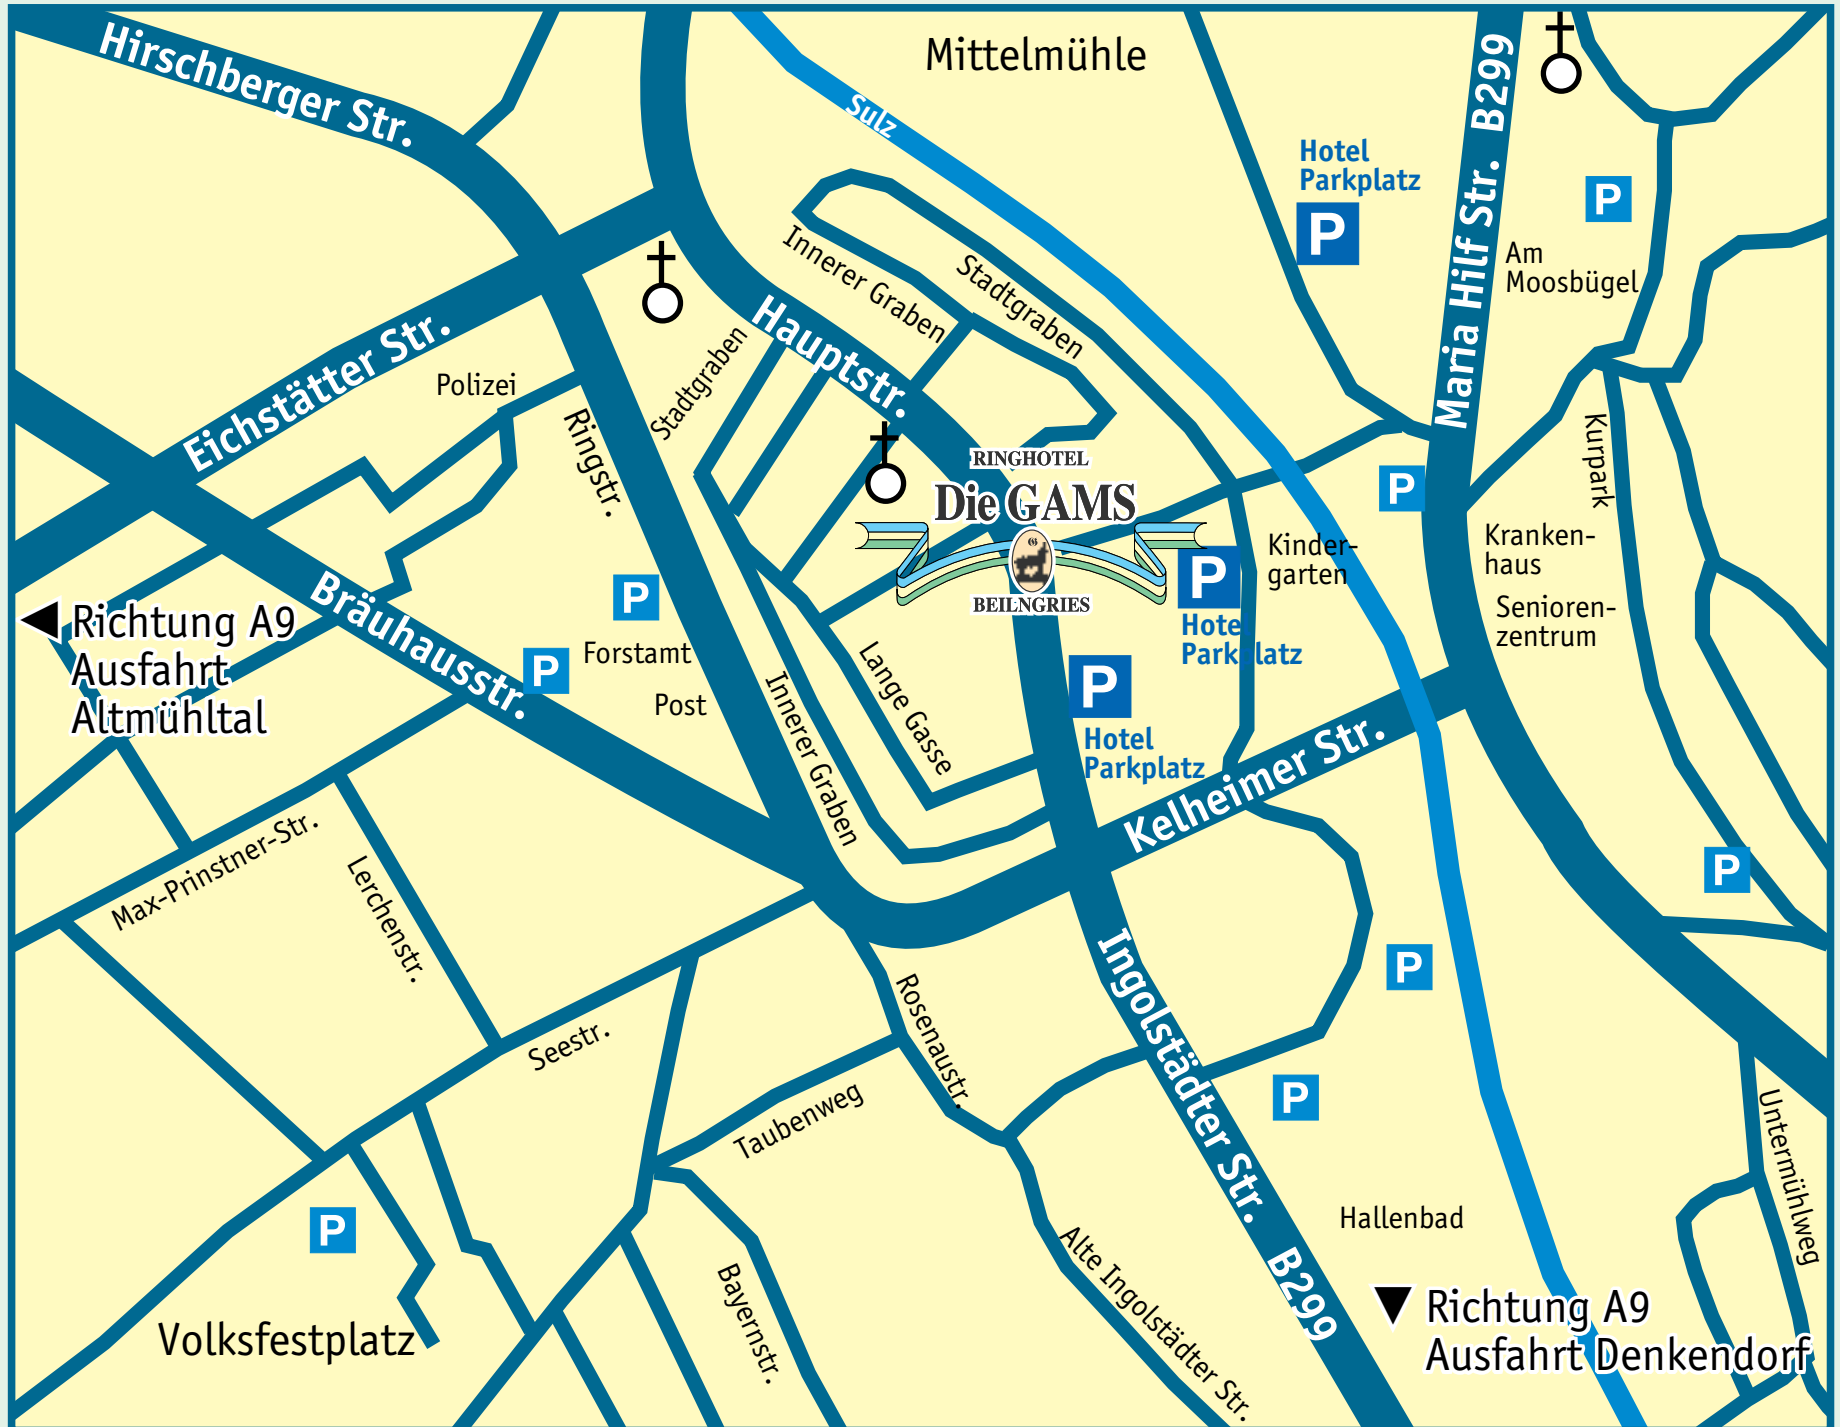 Hirschberger Str.
Mittelmühle
Sulz
Maria Hilf Str. B299
Hotel
Parkplatz
P
P
Am
Moosbügel
Innerer Graben
Stadtgraben
Hauptstr.
Stadtgraben
Eichstätter Str.
Polizei
Ringstr.
Kurpark
RINGHOTEL
Die GAMS
BEILNGRIES
P
Kranken-
haus
Senioren-
zentrum
Kinder-
garten
P
Hotel
Parkplatz
P
Hotel
Parkplatz
Richtung A9
Ausfahrt
Altmühltal
Bräuhausstr.
P
Forstamt
P
Post
Innerer Graben
Lange Gasse
Kelheimer Str.
Max-Prinstner-Str.
Lerchenstr.
P
P
Seestr.
Rosenaustr.
Ingolstädter Str. B299
Taubenweg
P
Untermühlweg
P
Hallenbad
Volksfestplatz
Bayernstr.
Alte Ingolstädter Str.
Richtung A9
Ausfahrt Denkendorf